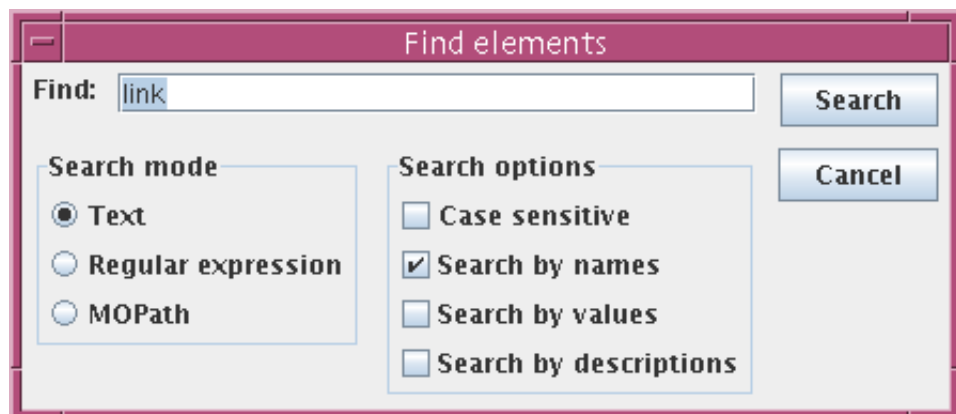 Find elements
Find: link
Search
Cancel
Search mode
Text
Regular expression
MOPath
Search options
Case sensitive
Search by names
Search by values
Search by descriptions